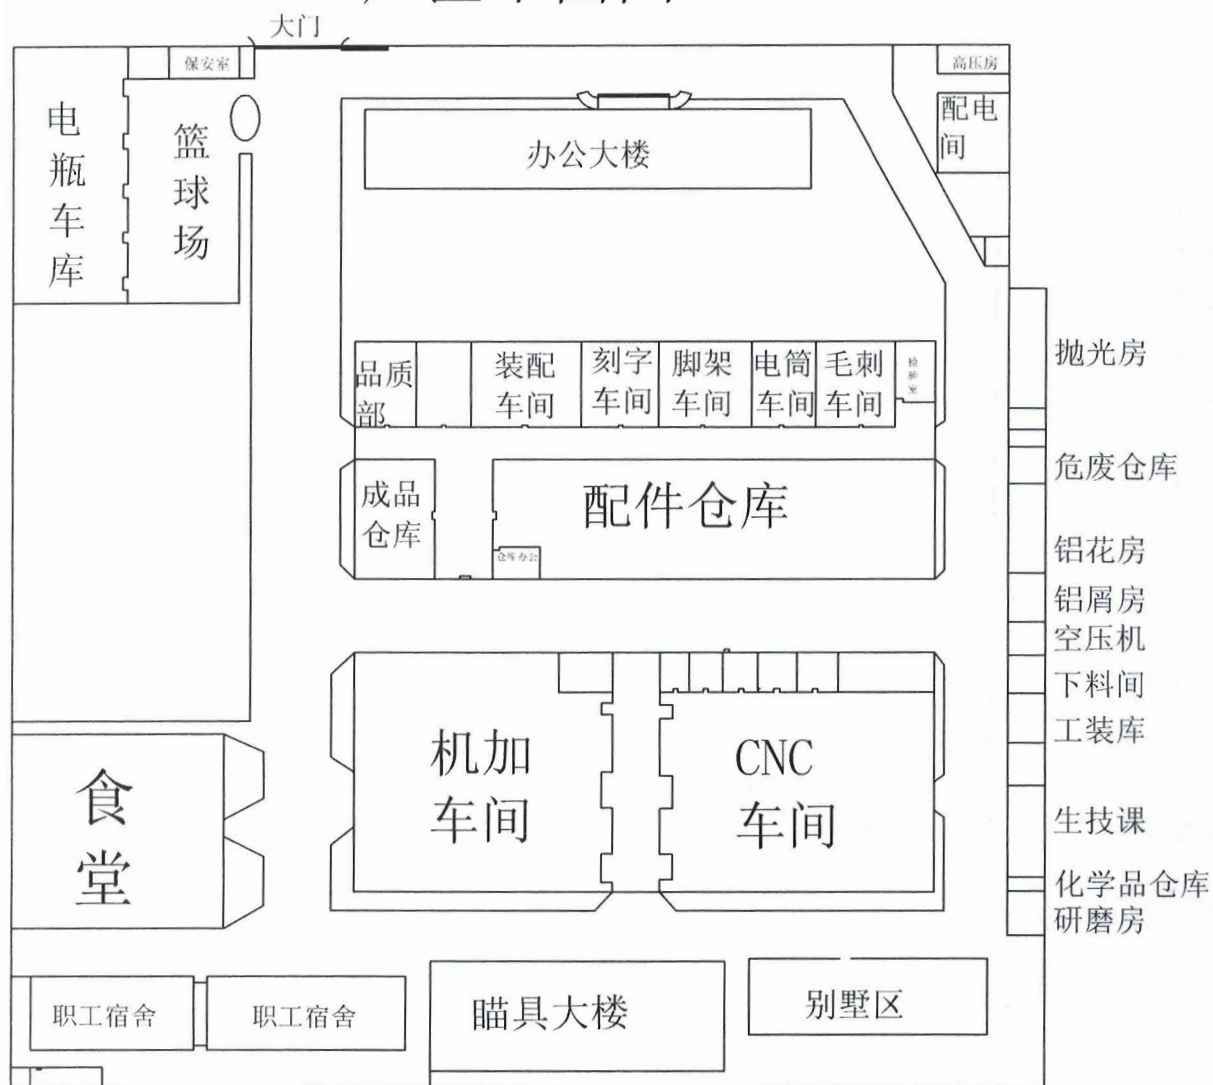 大门
保安室
高压房
电瓶车库
篮球场
配电
间
办公大楼
品质
部
装配
车间
刻字
车间
脚架
车间
电筒
车间
毛刺
车间
检验室
抛光房
成品
仓库
配件仓库
仓库办公
危废仓库
铝花房
铝屑房
空压机
下料间
工装库
机加
车间
CNC
车间
食堂
生技课
化学品仓库
研磨房
职工宿舍
职工宿舍
瞄具大楼
别墅区